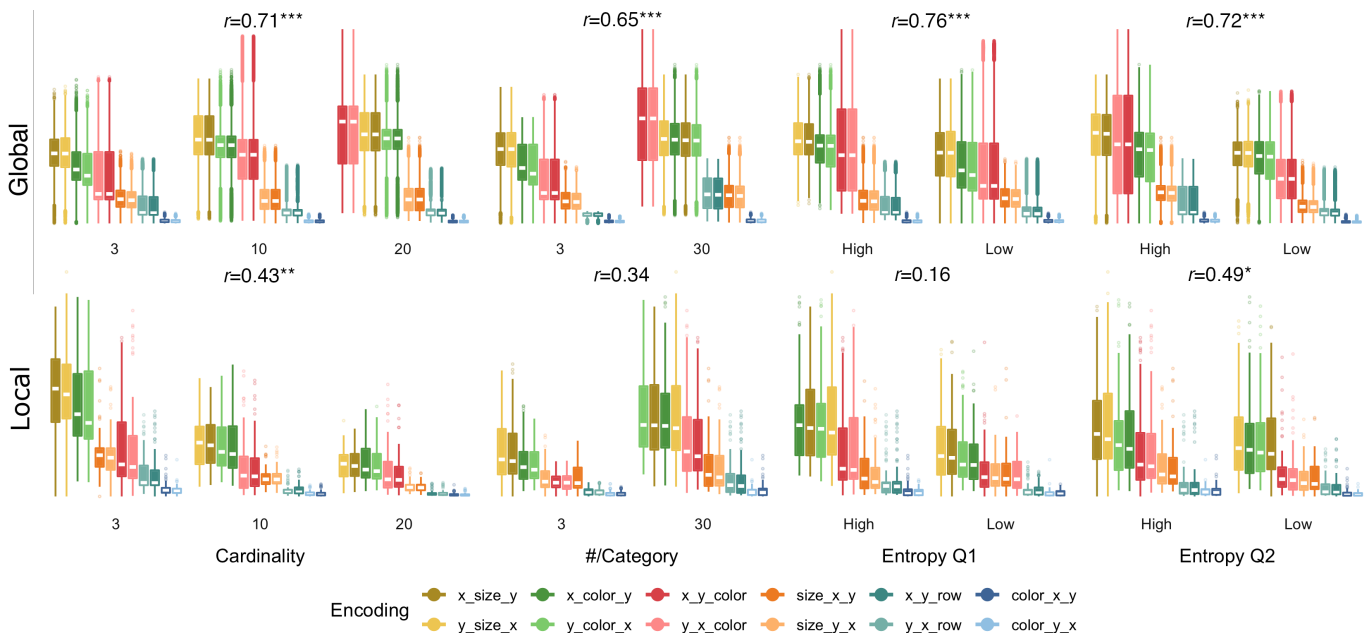 r=0.71*** r=0.65*** r=0.76*** r=0.72***
Global
3 10 20 3 30 High Low High Low
r=0.43** r=0.34 r=0.16 r=0.49*
Local
3 10 20 3 30 High Low High Low
Cardinality #/Category Entropy Q1 Entropy Q2
Encoding
x_size_y x_color_y x_y_color size_x_y x_y_row color_x_y
y_size_x y_color_x y_x_color size_y_x y_x_row color_y_x